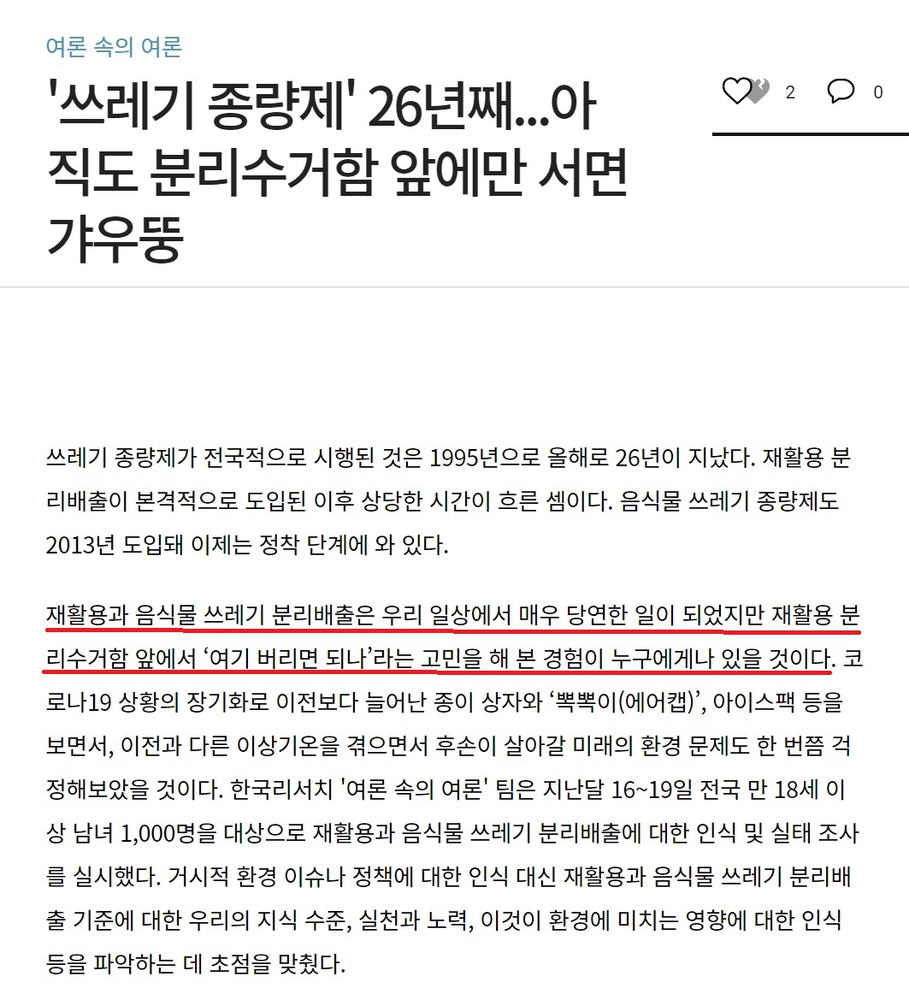 여론 속의 여론
'쓰레기 종량제' 26년째...아
직도 분리수거함 앞에만 서면
갸우뚱
2
0
쓰레기 종량제가 전국적으로 시행된 것은 1995년으로 올해로 26년이 지났다. 재활용 분
리배출이 본격적으로 도입된 이후 상당한 시간이 흐른 셈이다. 음식물 쓰레기 종량제도
2013년 도입돼 이제는 정착 단계에 와 있다.
재활용과 음식물 쓰레기 분리배출은 우리 일상에서 매우 당연한 일이 되었지만 재활용 분
리수거함 앞에서 ‘여기 버리면 되나’라는 고민을 해 본 경험이 누구에게나 있을 것이다. 코
로나19 상황의 장기화로 이전보다 늘어난 종이 상자와 ‘뽁뽁이(에어캡)’, 아이스팩 등을
보면서, 이전과 다른 이상기온을 겪으면서 후손이 살아갈 미래의 환경 문제도 한 번쯤 걱
정해보았을 것이다. 한국리서치 '여론 속의 여론' 팀은 지난달 16~19일 전국 만 18세 이
상 남녀 1,000명을 대상으로 재활용과 음식물 쓰레기 분리배출에 대한 인식 및 실태 조사
를 실시했다. 거시적 환경 이슈나 정책에 대한 인식 대신 재활용과 음식물 쓰레기 분리배
출 기준에 대한 우리의 지식 수준, 실천과 노력, 이것이 환경에 미치는 영향에 대한 인식
등을 파악하는 데 초점을 맞췄다.